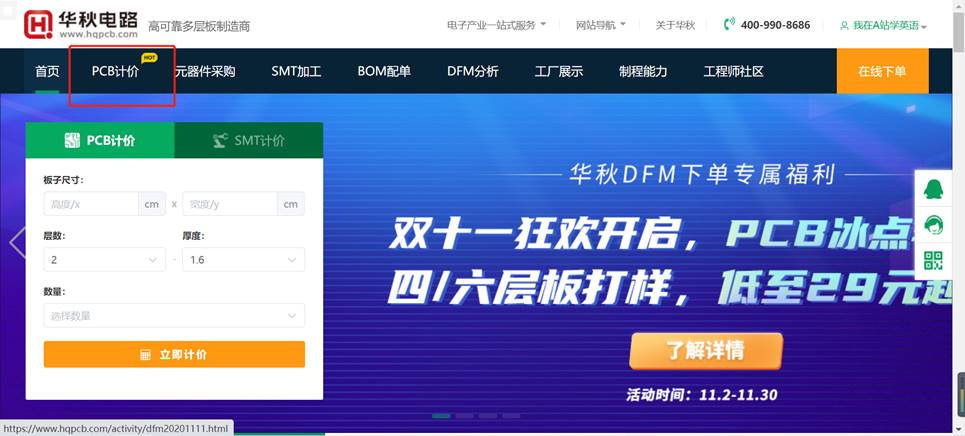 华秋电路
www.hqpcb.com
高可靠多层板制造商
电子产业一站式服务
网站导航
关于华秋
400-990-8686
我在A站学英语
首页
PCB计价
HOT
元器件采购
SMT加工
BOM配单
DFM分析
工厂展示
制程能力
工程师社区
在线下单
PCB计价
SMT计价
板子尺寸：
高度/x
cm
x
宽度/y
cm
层数：
厚度：
2
-
1.6
数量：
选择数量
立即计价
华秋DFM下单专属福利
双十一狂欢开启，PCB冰点
四/六层板打样，低至29元起
了解详情
活动时间：11.2-11.30
https://www.hqpcb.com/activity/dfm20201111.html